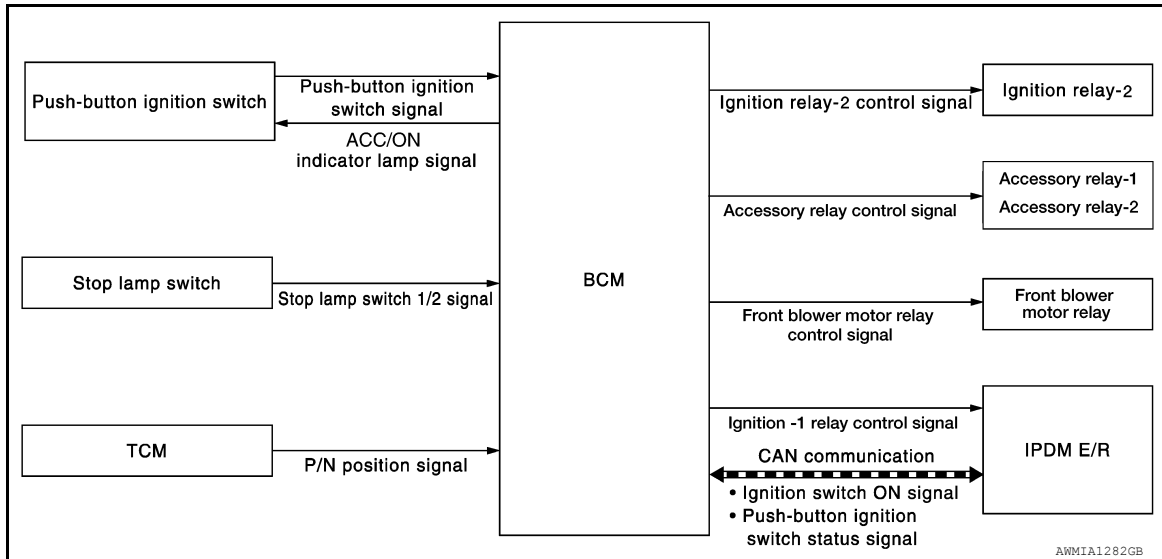 Push-button ignition switch
Push-button ignition
switch signal
ACC/ON
indicator lamp signal
Stop lamp switch
Stop lamp switch 1/2 signal
TCM
P/N position signal
BCM
Ignition relay-2 control signal
Ignition relay-2
Accessory relay control signal
Accessory relay-1
Accessory relay-2
Front blower motor relay
control signal
Front blower
motor relay
Ignition -1 relay control signal
CAN communication
• Ignition switch ON signal
• Push-button ignition
switch status signal
IPDM E/R
AWMIA1282GB